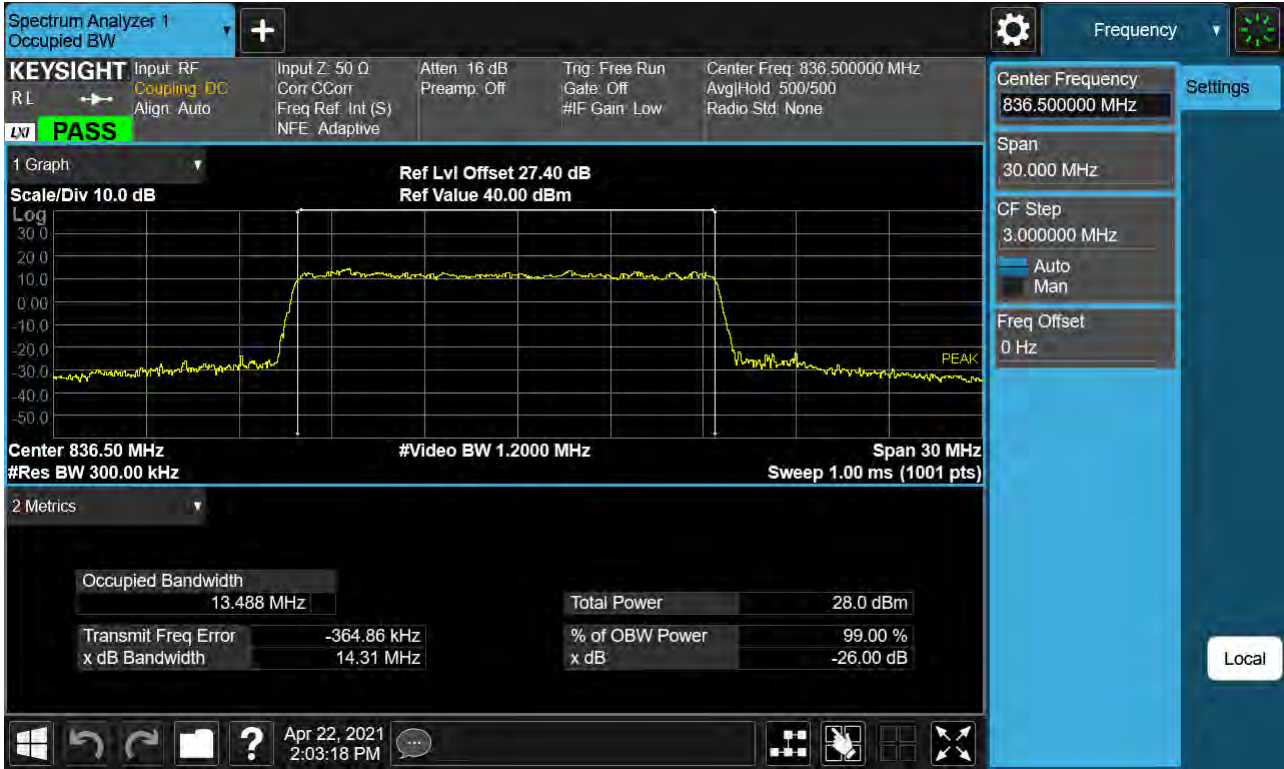 Spectrum Analyzer 1
Occupied BW
Frequency
KEYSIGHT
R L
LXI
PASS
Input: RF
Coupling: DC
Align: Auto
Input Z: 50 Ω
Corr CCorr
Freq Ref: Int (S)
NFE: Adaptive
Atten: 16 dB
Preamp: Off
Trig: Free Run
Gate: Off
#IF Gain: Low
Center Freq: 836.500000 MHz
Avg|Hold: 500/500
Radio Std: None
Center Frequency
836.500000 MHz
Settings
Span
30.000 MHz
CF Step
3.000000 MHz
Auto
Man
Freq Offset
0 Hz
Local
1 Graph
Scale/Div 10.0 dB
Ref Lvl Offset 27.40 dB
Ref Value 40.00 dBm
Log
30.0
20.0
10.0
0.00
-10.0
-20.0
-30.0
-40.0
-50.0
PEAK
Center 836.50 MHz
#Video BW 1.2000 MHz
Span 30 MHz
#Res BW 300.00 kHz
Sweep 1.00 ms (1001 pts)
2 Metrics
Occupied Bandwidth
13.488 MHz
Total Power 28.0 dBm
Transmit Freq Error -364.86 kHz
% of OBW Power 99.00 %
x dB Bandwidth 14.31 MHz
x dB -26.00 dB
?
Apr 22, 2021
2:03:18 PM